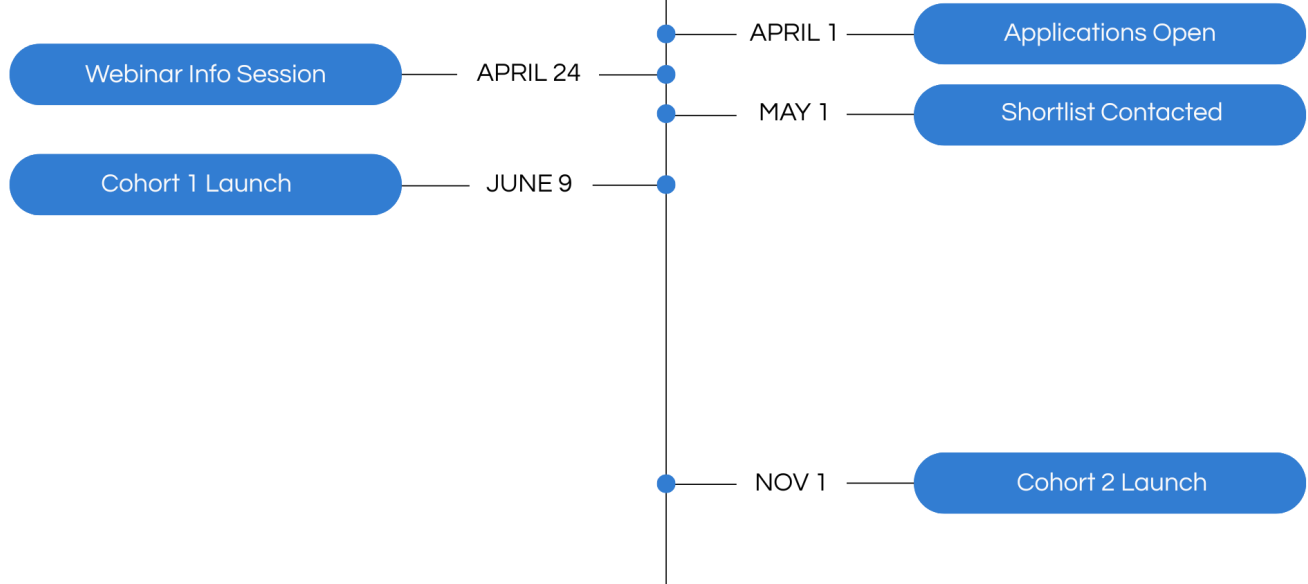 APRIL 1
Applications Open
Webinar Info Session
APRIL 24
MAY 1
Shortlist Contacted
Cohort 1 Launch
JUNE 9
NOV 1
Cohort 2 Launch